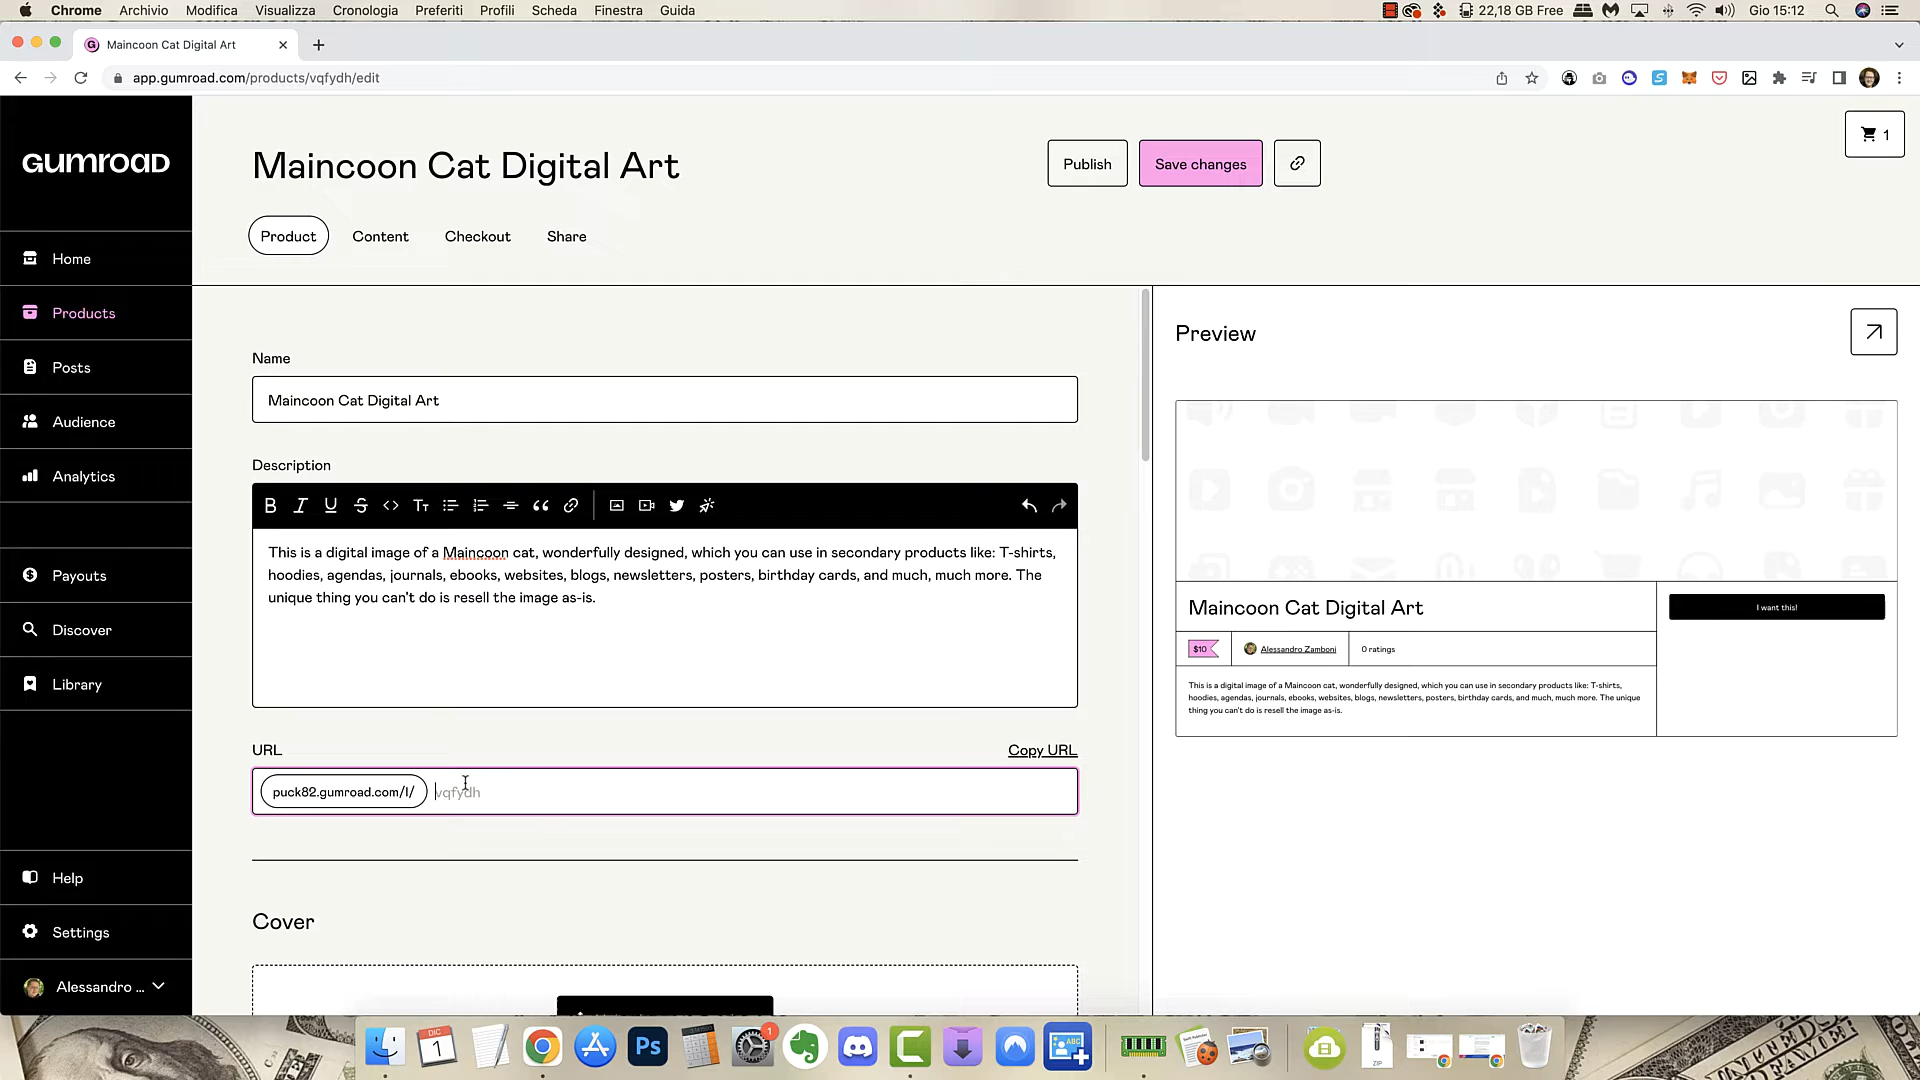 Chrome Archivio Modifica Visualizza Cronologia Preferiti Profili Scheda Finestra Guida 22,18 GB Free Gio 15:12
G Maincoon Cat Digital Art
app.gumroad.com/products/vqfydh/edit
GUMROAD
Home
Products
Posts
Audience
Analytics
Payouts
Discover
Library
Help
Settings
Alessandro ...
Maincoon Cat Digital Art
Publish
Save changes
1
Product
Content
Checkout
Share
Name
Maincoon Cat Digital Art
Description
B I U S <> Tт
This is a digital image of a Maincoon cat, wonderfully designed, which you can use in secondary products like: T-shirts,
hoodies, agendas, journals, ebooks, websites, blogs, newsletters, posters, birthday cards, and much, much more. The
unique thing you can't do is resell the image as-is.
URL
Copy URL
puck82.gumroad.com/l/
vqfydh
Cover
Preview
Maincoon Cat Digital Art
$10
Alessandro Zamboni
0 ratings
This is a digital image of a Maincoon cat, wonderfully designed, which you can use in secondary products like: T-shirts,
hoodies, agendas, journals, ebooks, websites, blogs, newsletters, posters, birthday cards, and much, much more. The unique
thing you can't do is resell the image as-is.
I want this!
DIC
1
Ps
1
ABC
ZIP